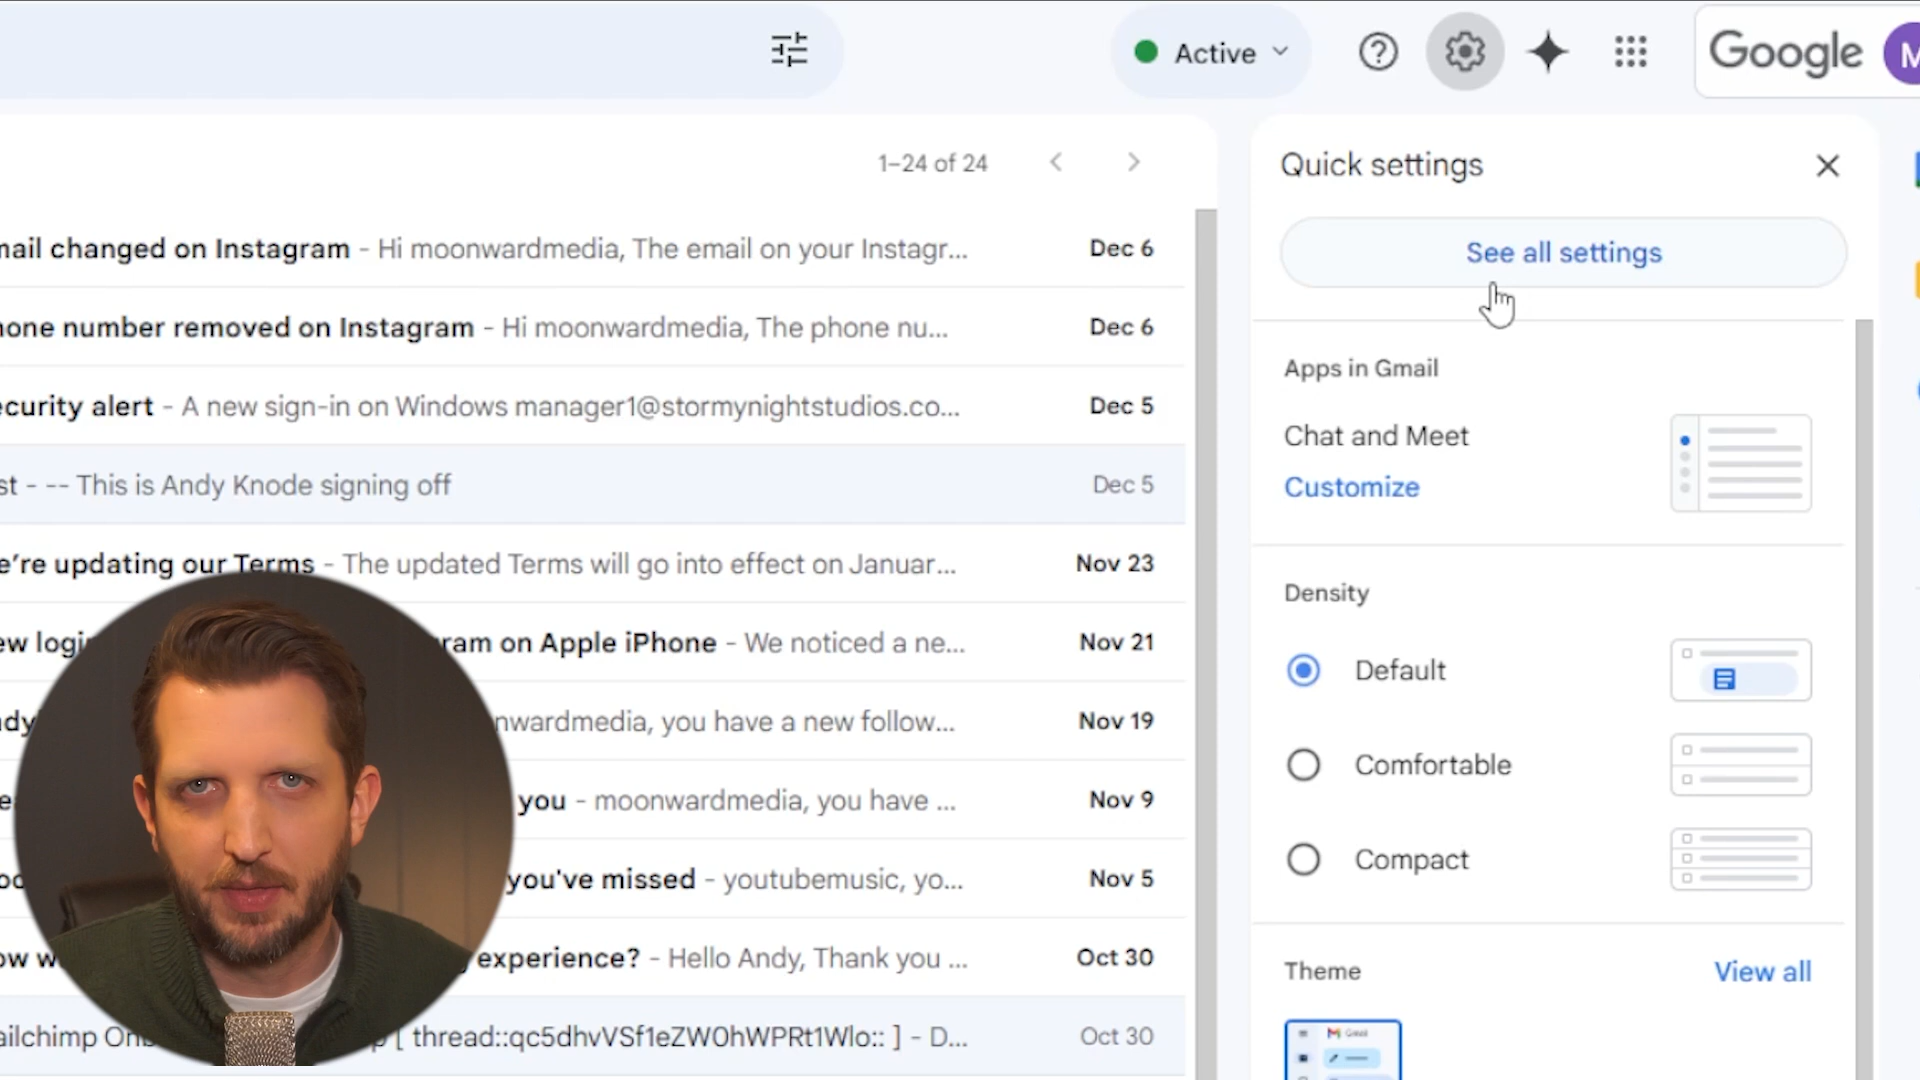 Active
Google
M
1–24 of 24
Quick settings
See all settings
mail changed on Instagram - Hi moonwardmedia, The email on your Instagr... Dec 6
hone number removed on Instagram - Hi moonwardmedia, The phone nu... Dec 6
ecurity alert - A new sign-in on Windows manager1@stormynightstudios.co... Dec 5
st - -- This is Andy Knode signing off Dec 5
e're updating our Terms - The updated Terms will go into effect on Januar... Nov 23
ew logi ram on Apple iPhone - We noticed a ne... Nov 21
ndy nwardmedia, you have a new follow... Nov 19
you - moonwardmedia, you have ... Nov 9
you've missed - youtubemusic, yo... Nov 5
ow w experience? - Hello Andy, Thank you ... Oct 30
ailchimp Onb p [ thread::qc5dhvVSf1eZW0hWPRt1Wlo:: ] - D... Oct 30
Apps in Gmail
Chat and Meet
Customize
Density
Default
Comfortable
Compact
Theme
View all
Gmail